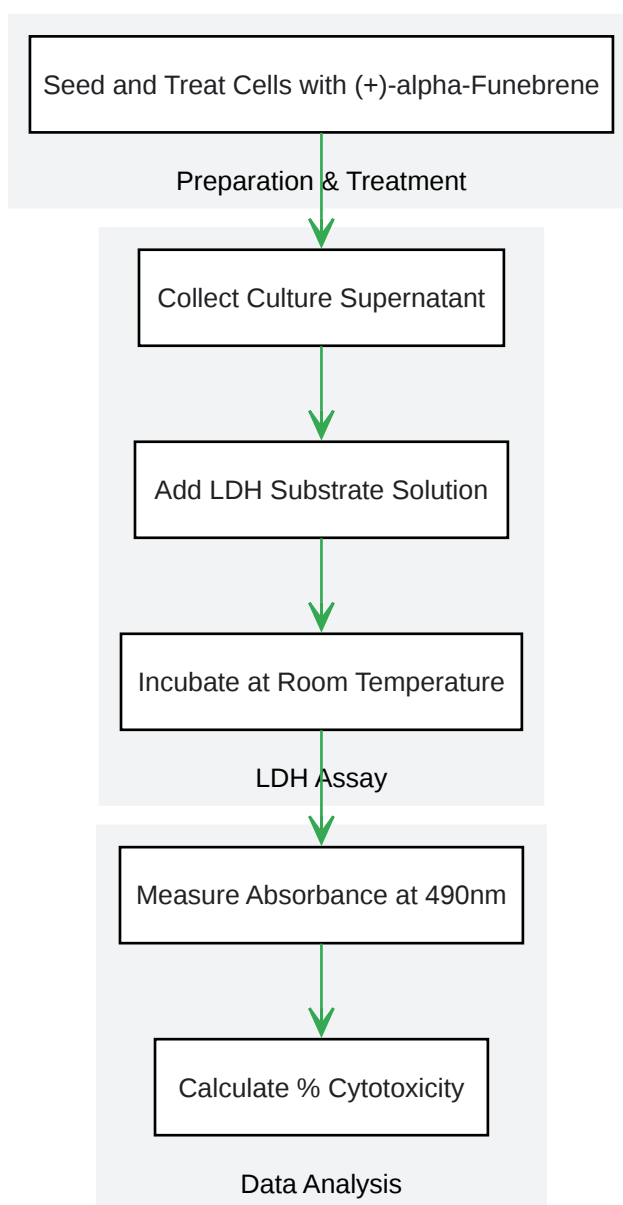 Seed and Treat Cells with (+)-alpha-Funebrene
Preparation & Treatment
Collect Culture Supernatant
Add LDH Substrate Solution
Incubate at Room Temperature
LDH Assay
Measure Absorbance at 490nm
Calculate % Cytotoxicity
Data Analysis